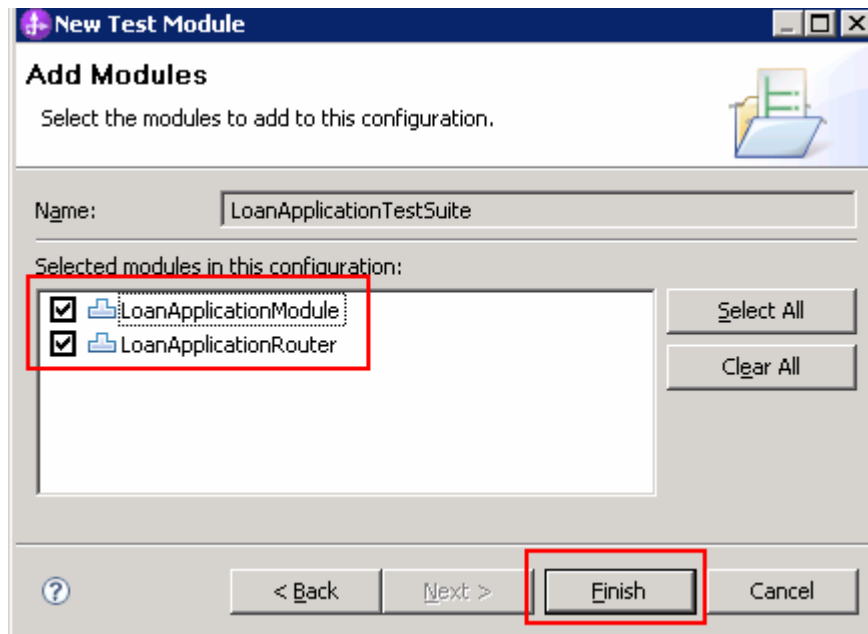 New Test Module
Add Modules
Select the modules to add to this configuration.
Name: LoanApplicationTestSuite
Selected modules in this configuration:
LoanApplicationModule
LoanApplicationRouter
Select All
Clear All
? < Back Next > Finish Cancel